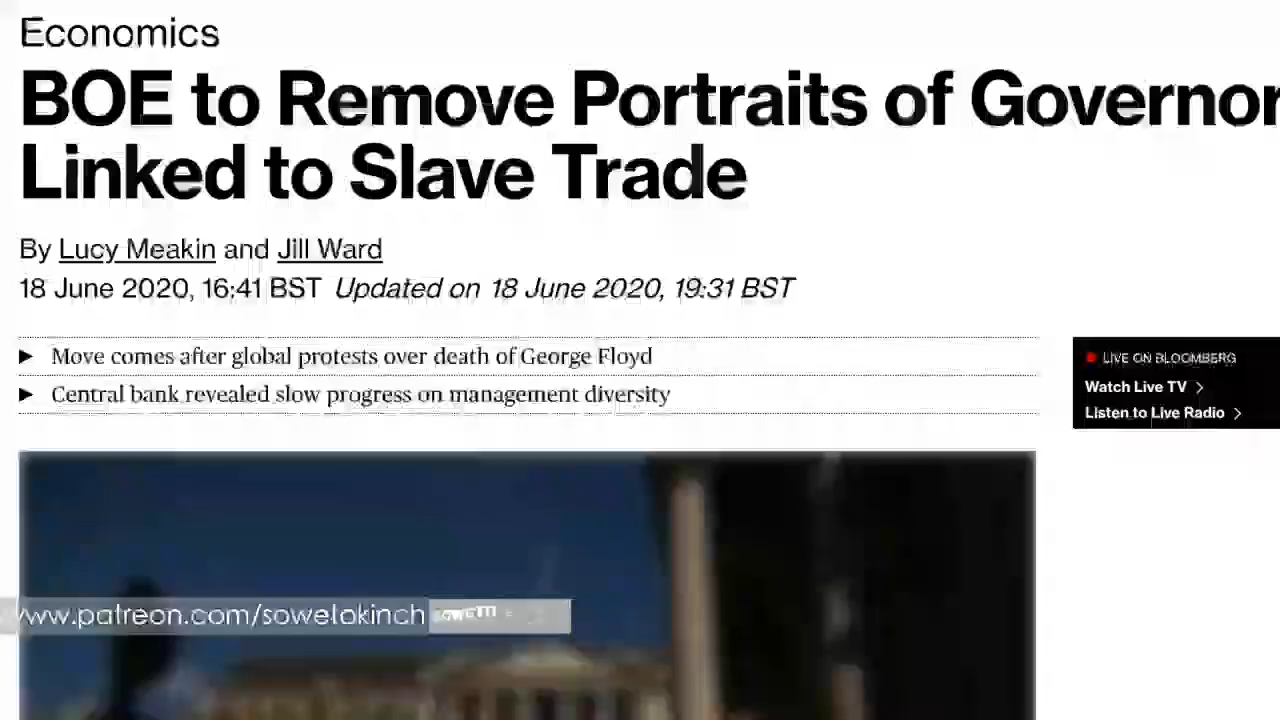 Economics
BOE to Remove Portraits of Governor
Linked to Slave Trade
By Lucy Meakin and Jill Ward
18 June 2020, 16:41 BST Updated on 18 June 2020, 19:31 BST
► Move comes after global protests over death of George Floyd
► Central bank revealed slow progress on management diversity
LIVE ON BLOOMBERG
Watch Live TV >
Listen to Live Radio >
www.patreon.com/sowetokinch